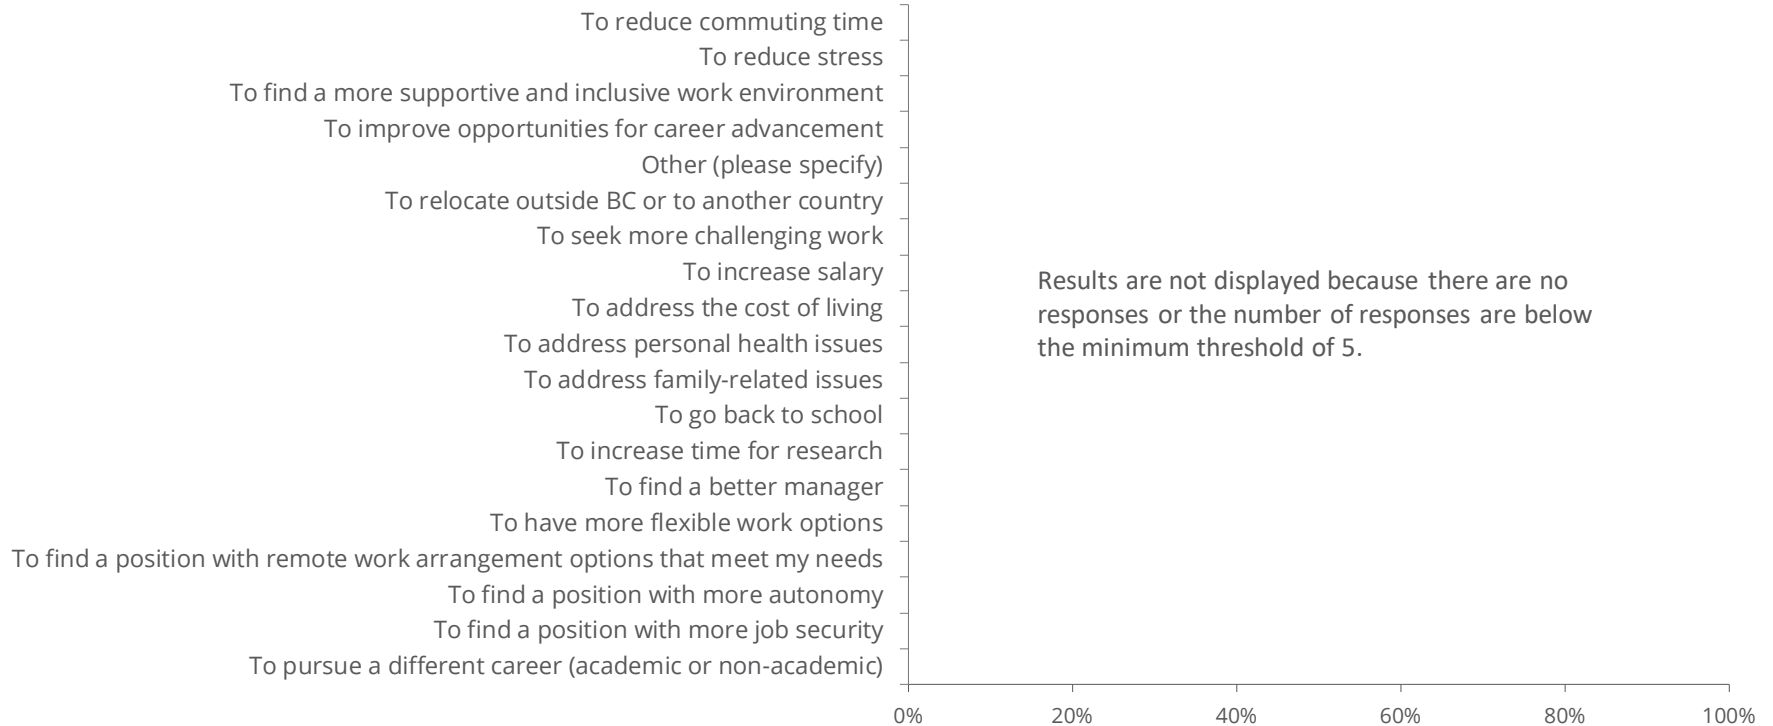 To reduce commuting time
To reduce stress
To find a more supportive and inclusive work environment
To improve opportunities for career advancement
Other (please specify)
To relocate outside BC or to another country
To seek more challenging work
To increase salary
To address the cost of living
To address personal health issues
To address family-related issues
To go back to school
To increase time for research
To find a better manager
To have more flexible work options
To find a position with remote work arrangement options that meet my needs
To find a position with more autonomy
To find a position with more job security
To pursue a different career (academic or non-academic)
Results are not displayed because there are no
responses or the number of responses are below
the minimum threshold of 5.
0% 20% 40% 60% 80% 100%